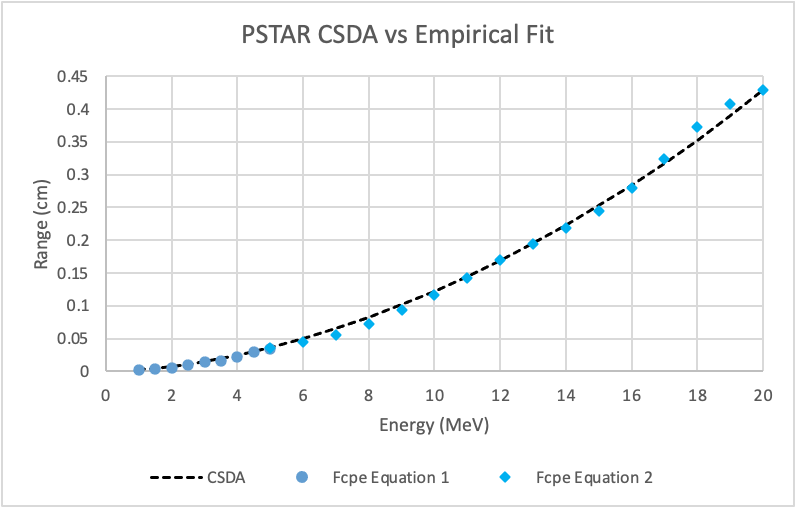 PSTAR CSDA vs Empirical Fit
0.45
0.4
0.35
0.3
0.25
0.2
0.15
0.1
0.05
0
Range (cm)
0 2 4 6 8 10 12 14 16 18 20
Energy (MeV)
CSDA Fcpe Equation 1 Fcpe Equation 2